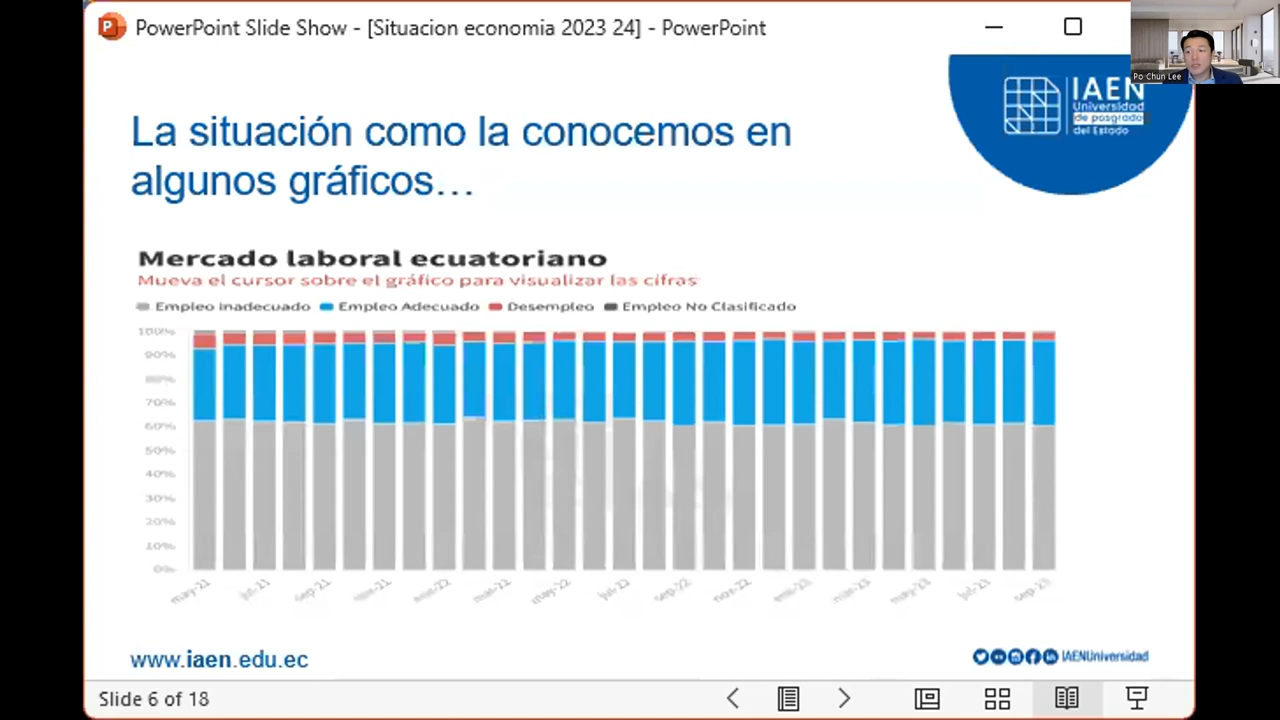 PowerPoint Slide Show - [Situacion economia 2023 24] - PowerPoint
Po Chun Lee
IAEN
Universidad
de posgrado
del Estado
La situación como la conocemos en
algunos gráficos...
Mercado laboral ecuatoriano
Mueva el cursor sobre el gráfico para visualizar las cifras
Empleo Inadecuado Empleo Adecuado Desempleo Empleo No Clasificado
100%
90%
80%
70%
60%
50%
40%
30%
20%
10%
0%
may-21 jul-21 sep-21 nov-21 ene-22 mar-22 may-22 jul-22 sep-22 nov-22 ene-23 mar-23 may-23 jul-23 sep-23
www.iaen.edu.ec
IAENUniversidad
Slide 6 of 18